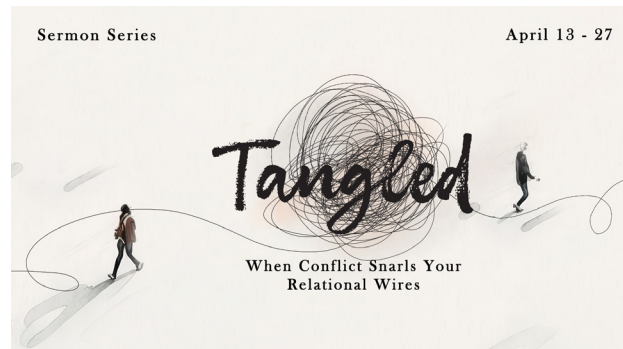 Sermon Series
April 13 - 27
Tangled
When Conflict Snarls Your
Relational Wires